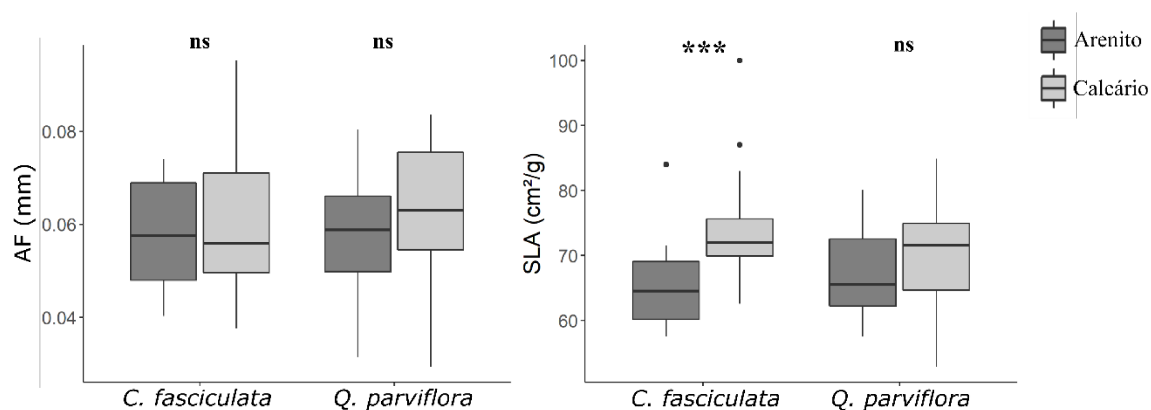 ns
ns
AF (mm)
0.08
0.06
0.04
C. fasciculata
Q. parviflora
***
ns
SLA (cm²/g)
100
90
80
70
60
C. fasciculata
Q. parviflora
Arenito
Calcário